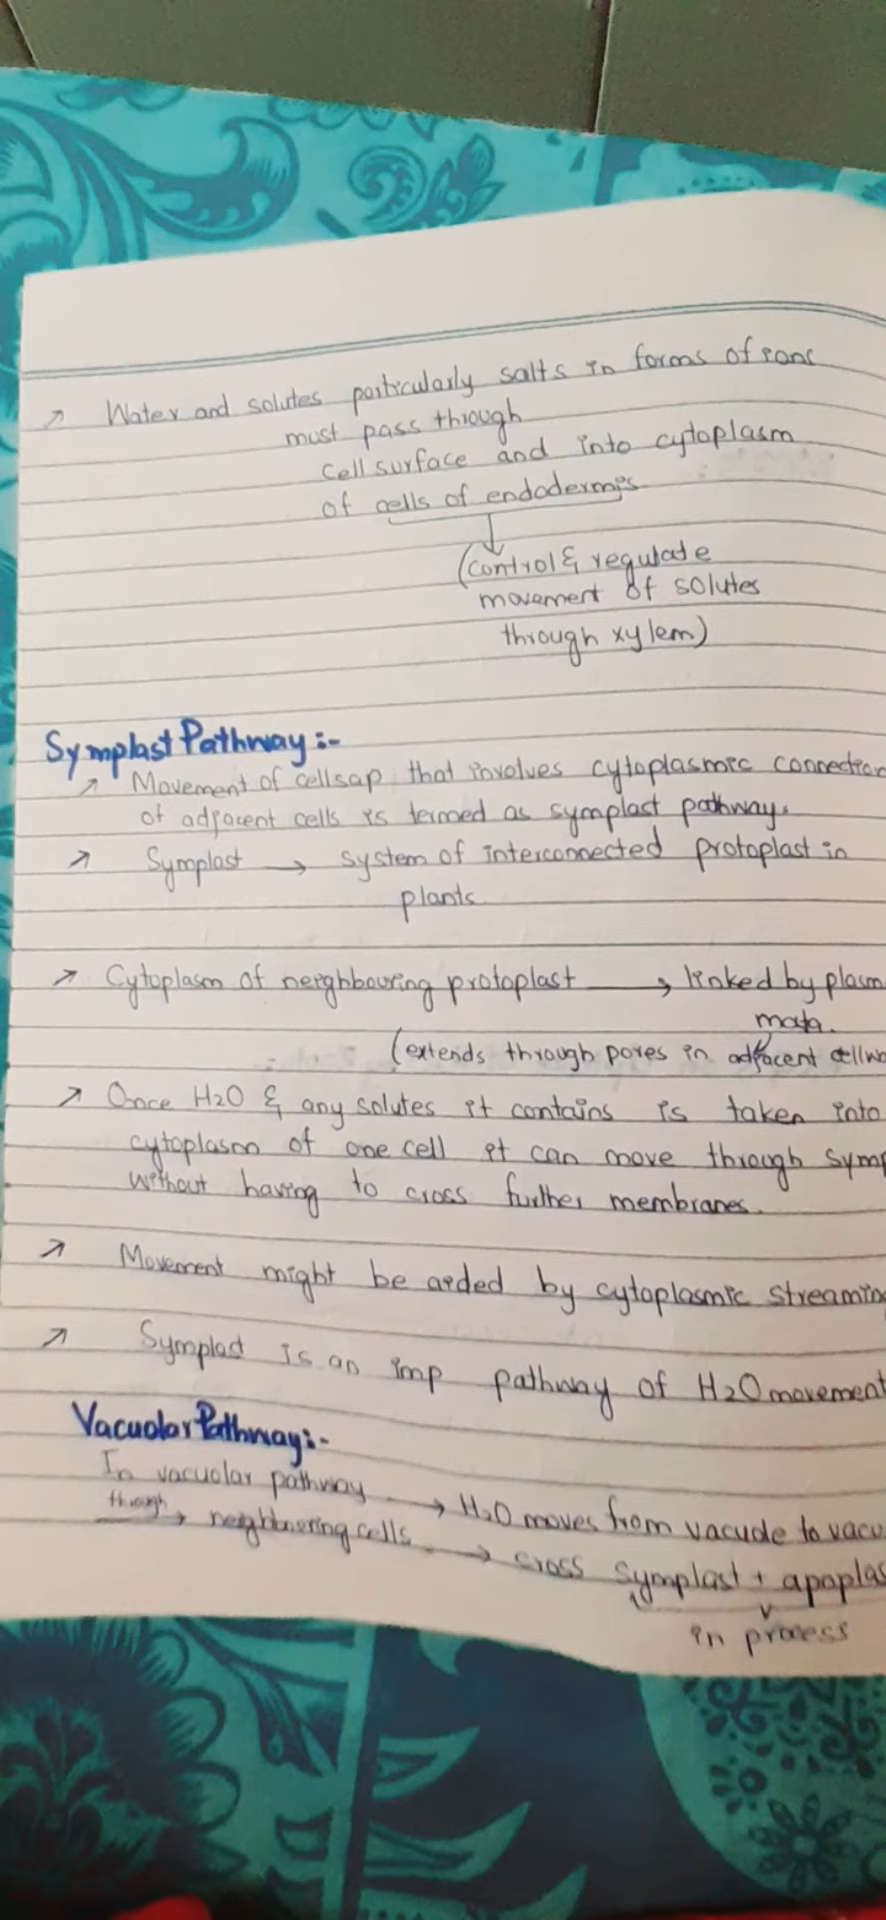 ↗ Water and solutes particularly salts in forms of ions
must pass through
cell surface and into cytoplasm
of cells of endodermis
↓
(control & regulate
movement of solutes
through xylem)
Symplast Pathway :-
↗ Movement of cellsap that involves cytoplasmic connection
of adjacent cells is termed as symplast pathway.
↗ Symplast → system of interconnected protoplast in
plants
↗ Cytoplasm of neighbouring protoplast → linked by plasm
mata.
(extends through pores in adjacent cellwa
↗ Once H2O & any solutes it contains is taken into
cytoplasm of one cell it can move through symp
without having to cross further membranes.
↗ Movement might be aided by cytoplasmic streamin
↗ Symplast is an imp pathway of H2O movement
Vacuolar Pathway:-
In vacuolar pathway → H2O moves from vacuole to vacu
through → neighbouring cells → cross symplast + apoplas
in process